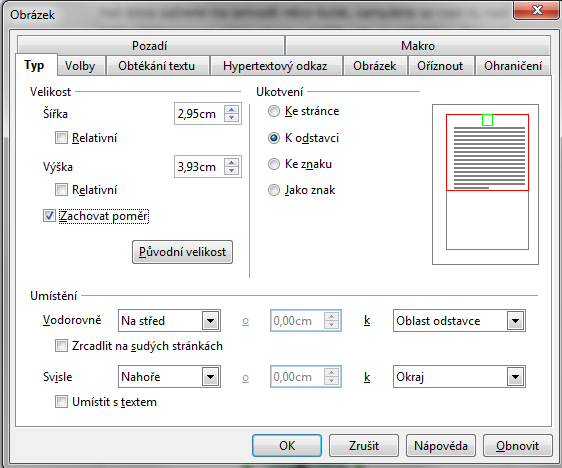 Obrázek
Pozadí Makro
Typ Volby Obtékání textu Hypertextový odkaz Obrázek Oříznout Ohraničení
Velikost
Šířka 2,95cm
Relativní
Výška 3,93cm
Relativní
Zachovat poměr
Původní velikost
Ukotvení
Ke stránce
K odstavci
Ke znaku
Jako znak
Umístění
Vodorovně Na střed o 0,00cm k Oblast odstavce
Zrcadlit na sudých stránkách
Svisle Nahoře o 0,00cm k Okraj
Umístit s textem
OK Zrušit Nápověda Obnovit